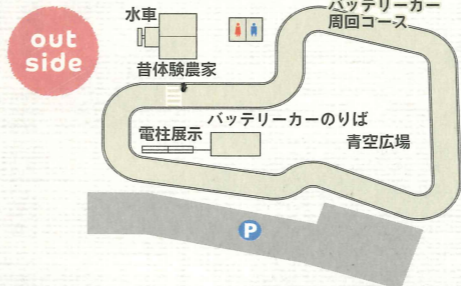 out
side
水車
バッテリーカー
周回コース
昔体験農家
バッテリーカーのりば
電柱展示
青空広場
P